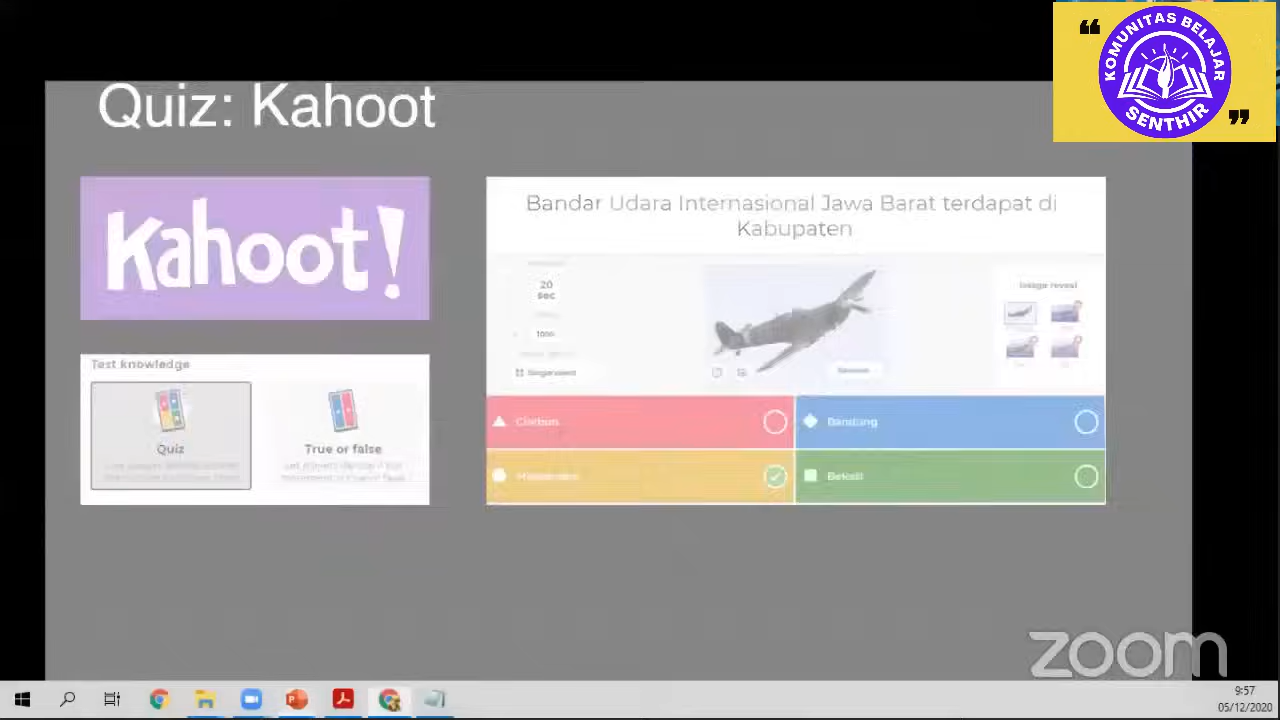 “
KOMUNITAS BELAJAR
SENTHIR
”
Quiz: Kahoot
Kahoot!
Bandar Udara Internasional Jawa Barat terdapat di
Kabupaten
20
sec
Image reveal
Test knowledge
Quiz
True or false
Cirebon
Bandung
Bekasi
zoom
9:57
05/12/2020